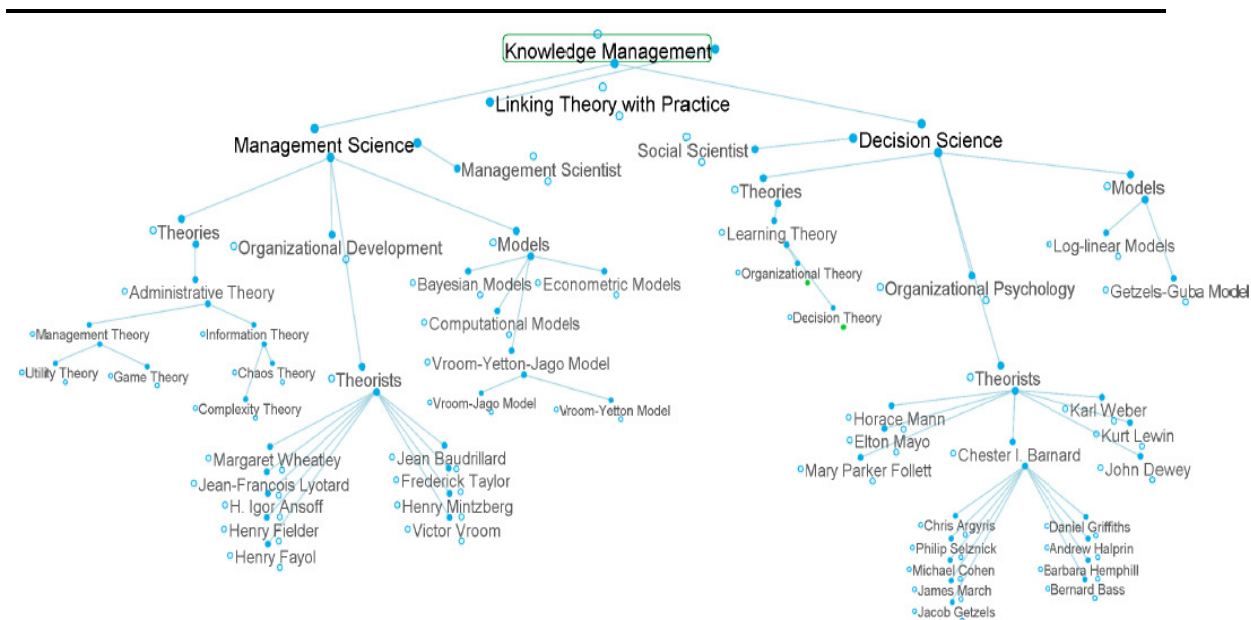 Knowledge Management
Linking Theory with Practice
Management Science
Management Scientist
Social Scientist
Decision Science
Theories
Organizational Development
Models
Administrative Theory
Bayesian Models
Econometric Models
Management Theory
Information Theory
Computational Models
Utility Theory
Game Theory
Chaos Theory
Complexity Theory
Theorists
Vroom-Yetton-Jago Model
Vroom-Jago Model
Vroom-Yetton Model
Margaret Wheatley
Jean-François Lyotard
H. Igor Ansoff
Henry Fielder
Henry Fayol
Jean Baudrillard
Frederick Taylor
Henry Mintzberg
Victor Vroom
Theories
Models
Learning Theory
Organizational Theory
Decision Theory
Organizational Psychology
Log-linear Models
Getzels-Guba Model
Theorists
Horace Mann
Elton Mayo
Mary Parker Follett
Chester I. Barnard
Karl Weber
Kurt Lewin
John Dewey
Chris Argyris
Philip Selznick
Michael Cohen
James March
Jacob Getzels
Daniel Griffiths
Andrew Halprin
Barbara Hemphill
Bernard Bass